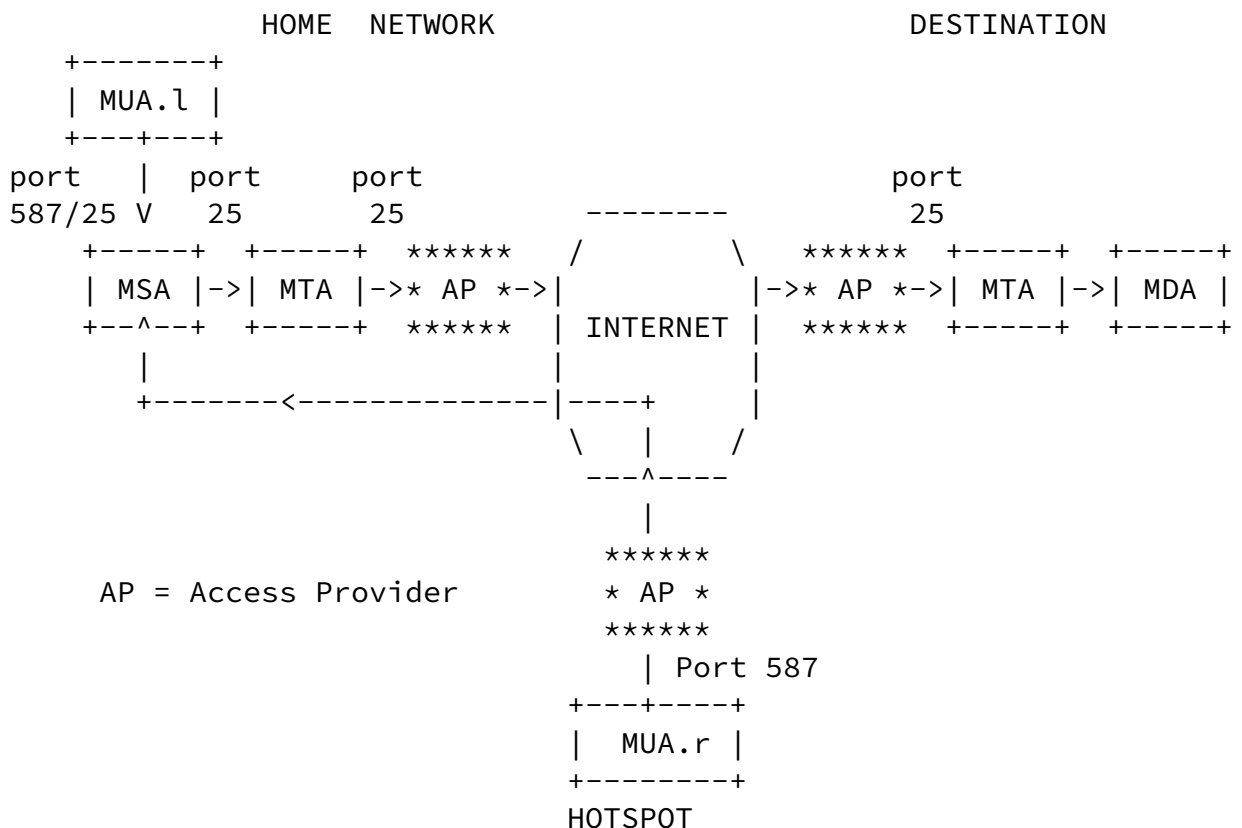 HOME  NETWORK                       DESTINATION
   +-------+
   | MUA.l |
   +---+---+
port   |  port     port                          port
587/25 V   25        25          --------          25
    +-----+  +-----+  ******   /        \   ******  +-----+  +-----+
    | MSA |->| MTA |->* AP *->|          |->* AP *->| MTA |->| MDA |
    +--^--+  +-----+  ******  | INTERNET |  ******  +-----+  +-----+
       |                      |          |
       +-------<--------------|----+     |
                               \   |    /
                                ---^----
                                   |
                                 ******
     AP = Access Provider        * AP *
                                 ******
                                   | Port 587
                               +---+----+
                               |  MUA.r |
                               +--------+
                               HOTSPOT